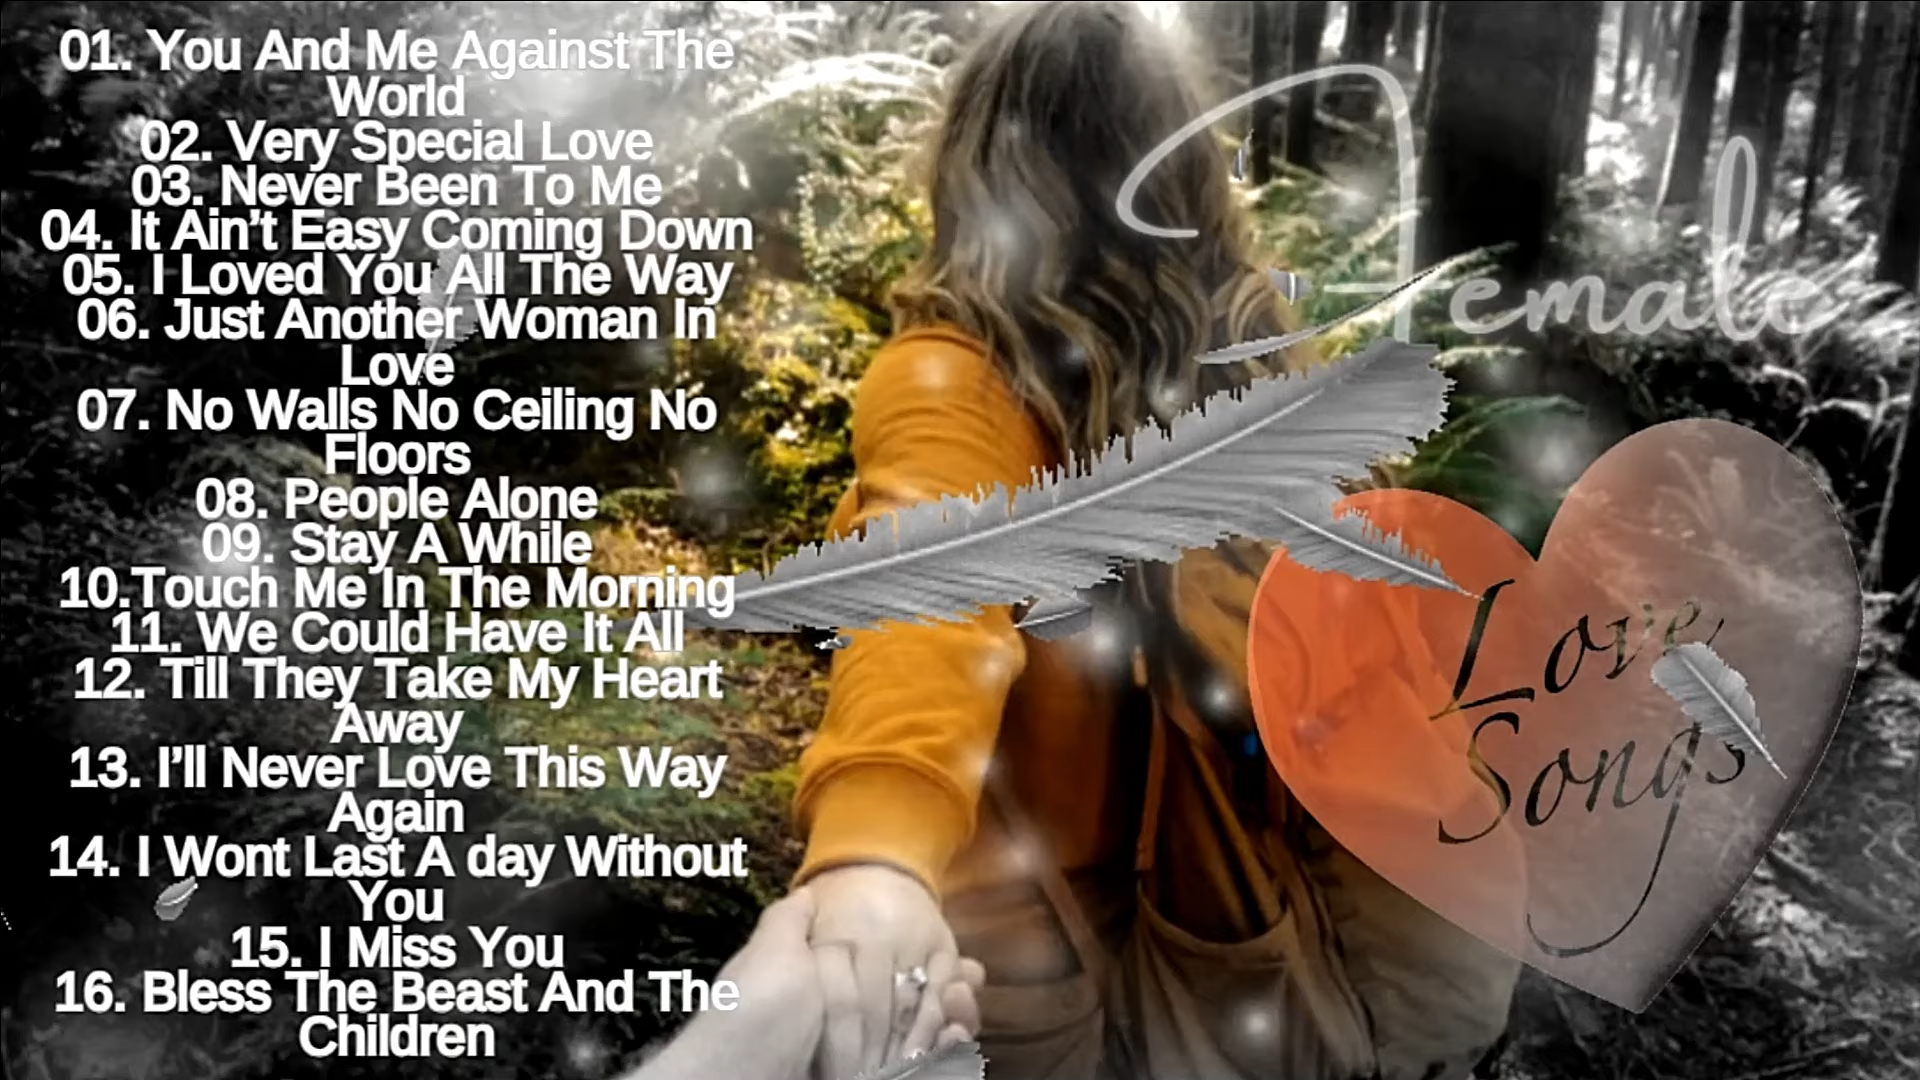 01. You And Me Against The
World
02. Very Special Love
03. Never Been To Me
04. It Ain’t Easy Coming Down
05. I Loved You All The Way
06. Just Another Woman In
Love
07. No Walls No Ceiling No
Floors
08. People Alone
09. Stay A While
10.Touch Me In The Morning
11. We Could Have It All
12. Till They Take My Heart
Away
13. I’ll Never Love This Way
Again
14. I Wont Last A day Without
You
15. I Miss You
16. Bless The Beast And The
Children
Female
Love
Songs